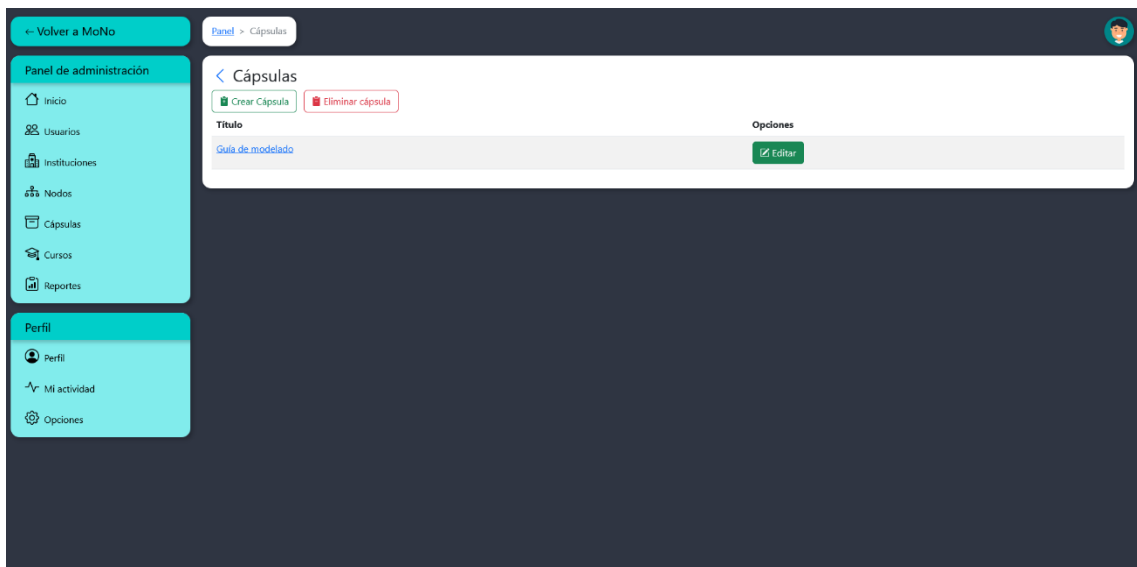 ← Volver a MoNo
Panel > Cápsulas
Panel de administración
Inicio
Usuarios
Instituciones
Nodos
Cápsulas
Cursos
Reportes
Perfil
Perfil
Mi actividad
Opciones
Cápsulas
Crear Cápsula Eliminar cápsula
Título Opciones
Guía de modelado Editar